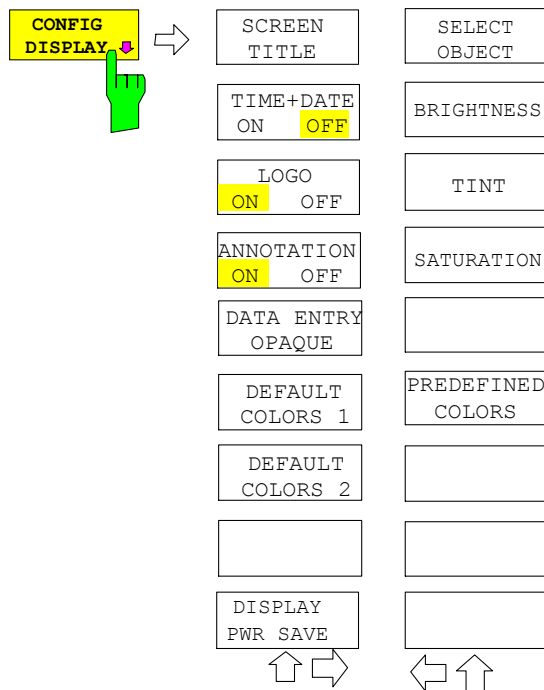 CONFIG
DISPLAY
SCREEN
TITLE
TIME+DATE
ON OFF
LOGO
ON OFF
ANNOTATION
ON OFF
DATA ENTRY
OPAQUE
DEFAULT
COLORS 1
DEFAULT
COLORS 2
DISPLAY
PWR SAVE
SELECT
OBJECT
BRIGHTNESS
TINT
SATURATION
PREDEFINED
COLORS